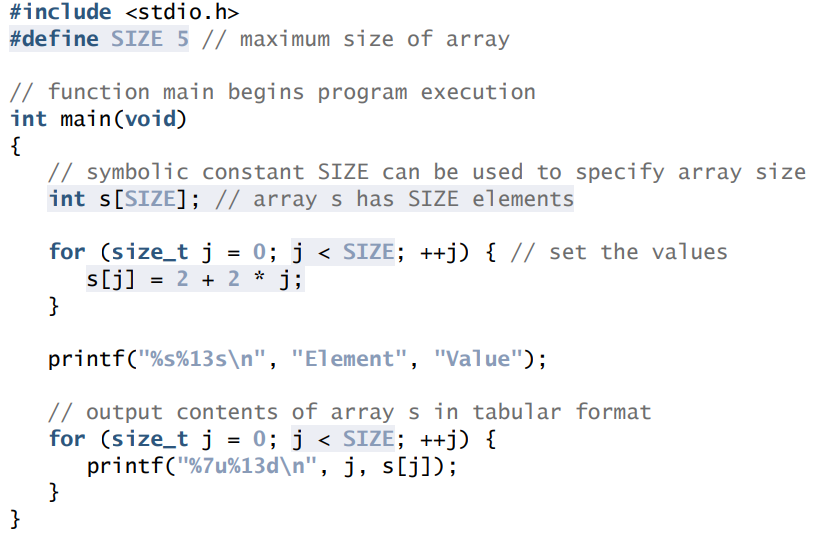 #include <stdio.h>
#define SIZE 5 // maximum size of array

// function main begins program execution
int main(void)
{
   // symbolic constant SIZE can be used to specify array size
   int s[SIZE]; // array s has SIZE elements

   for (size_t j = 0; j < SIZE; ++j) { // set the values
      s[j] = 2 + 2 * j;
   }

   printf("%s%13s\n", "Element", "Value");

   // output contents of array s in tabular format
   for (size_t j = 0; j < SIZE; ++j) {
      printf("%7u%13d\n", j, s[j]);
   }
}